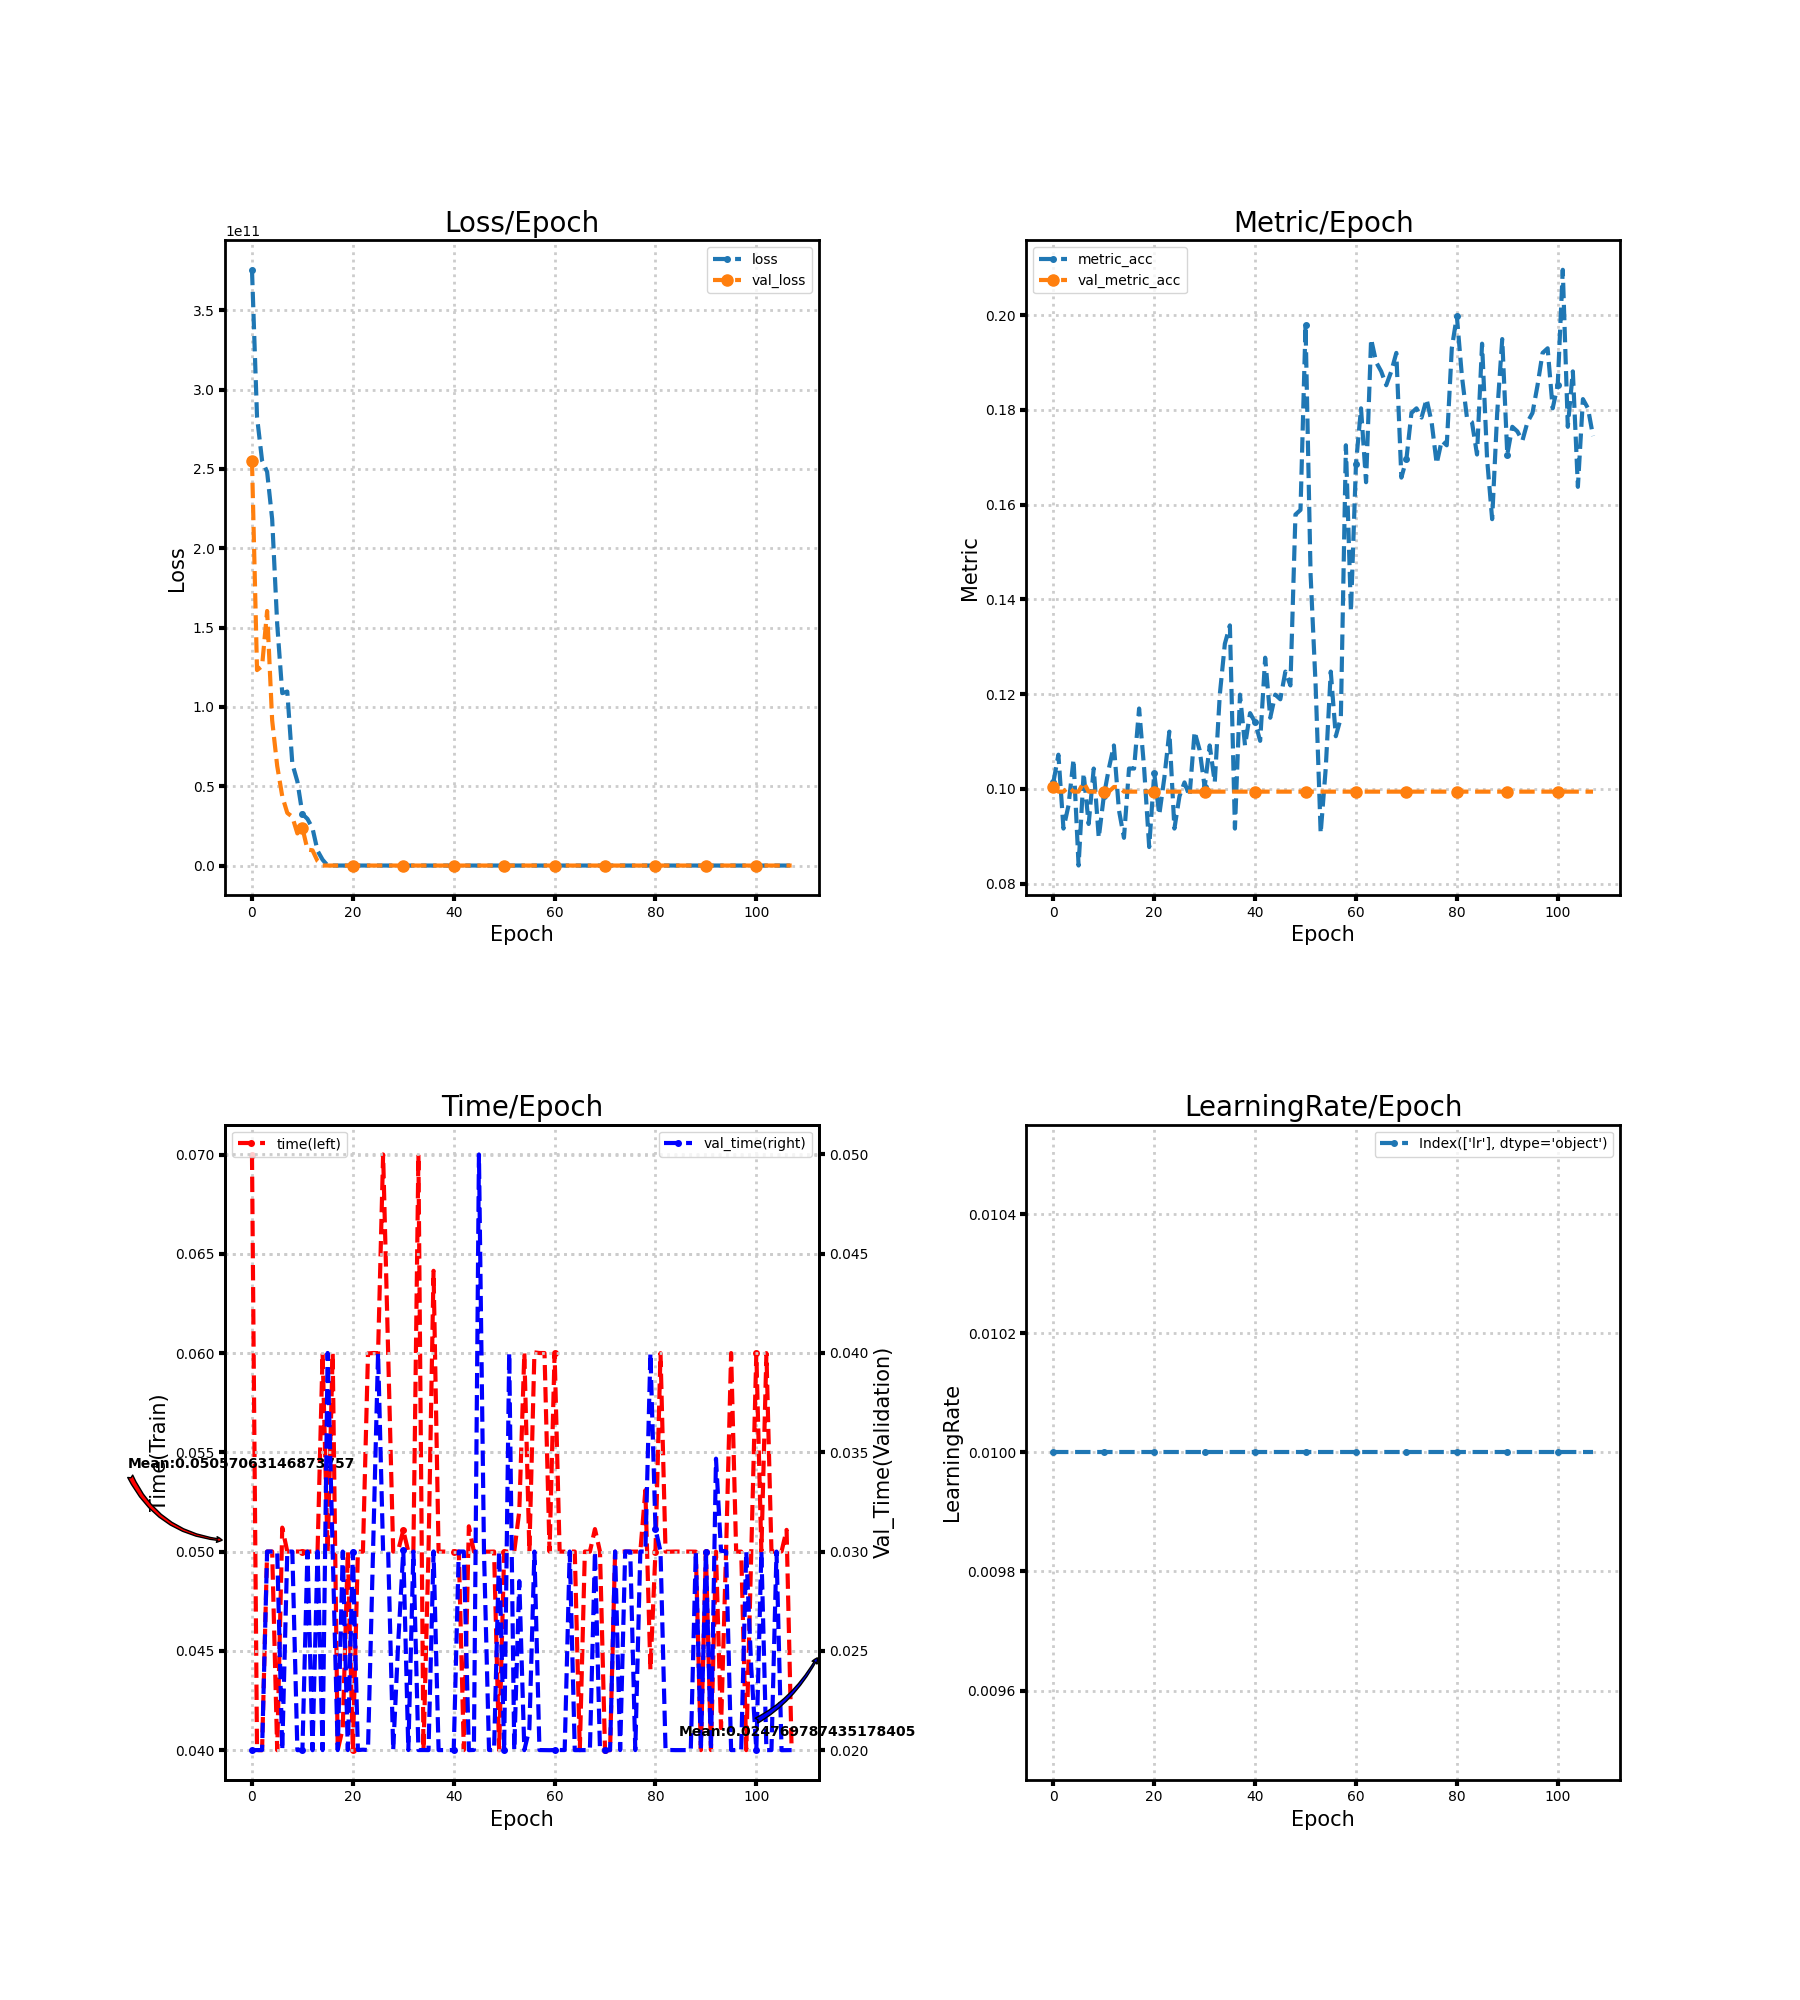 Loss/Epoch
1e11
loss
val_loss
3.5
3.0
2.5
2.0
1.5
1.0
0.5
0.0
Loss
0
20
40
60
80
100
Epoch
Metric/Epoch
metric_acc
val_metric_acc
0.20
0.18
0.16
0.14
0.12
0.10
0.08
Metric
0
20
40
60
80
100
Epoch
Time/Epoch
time(left)
val_time(right)
0.070
0.065
0.060
0.055
0.050
0.045
0.040
Time(Train)
0.050
0.045
0.040
0.035
0.030
0.025
0.020
Val_Time(Validation)
Mean:0.024769787435178405
0
20
40
60
80
100
Epoch
LearningRate/Epoch
Index(['lr'], dtype='object')
0.0104
0.0102
0.0100
0.0098
0.0096
LearningRate
0
20
40
60
80
100
Epoch